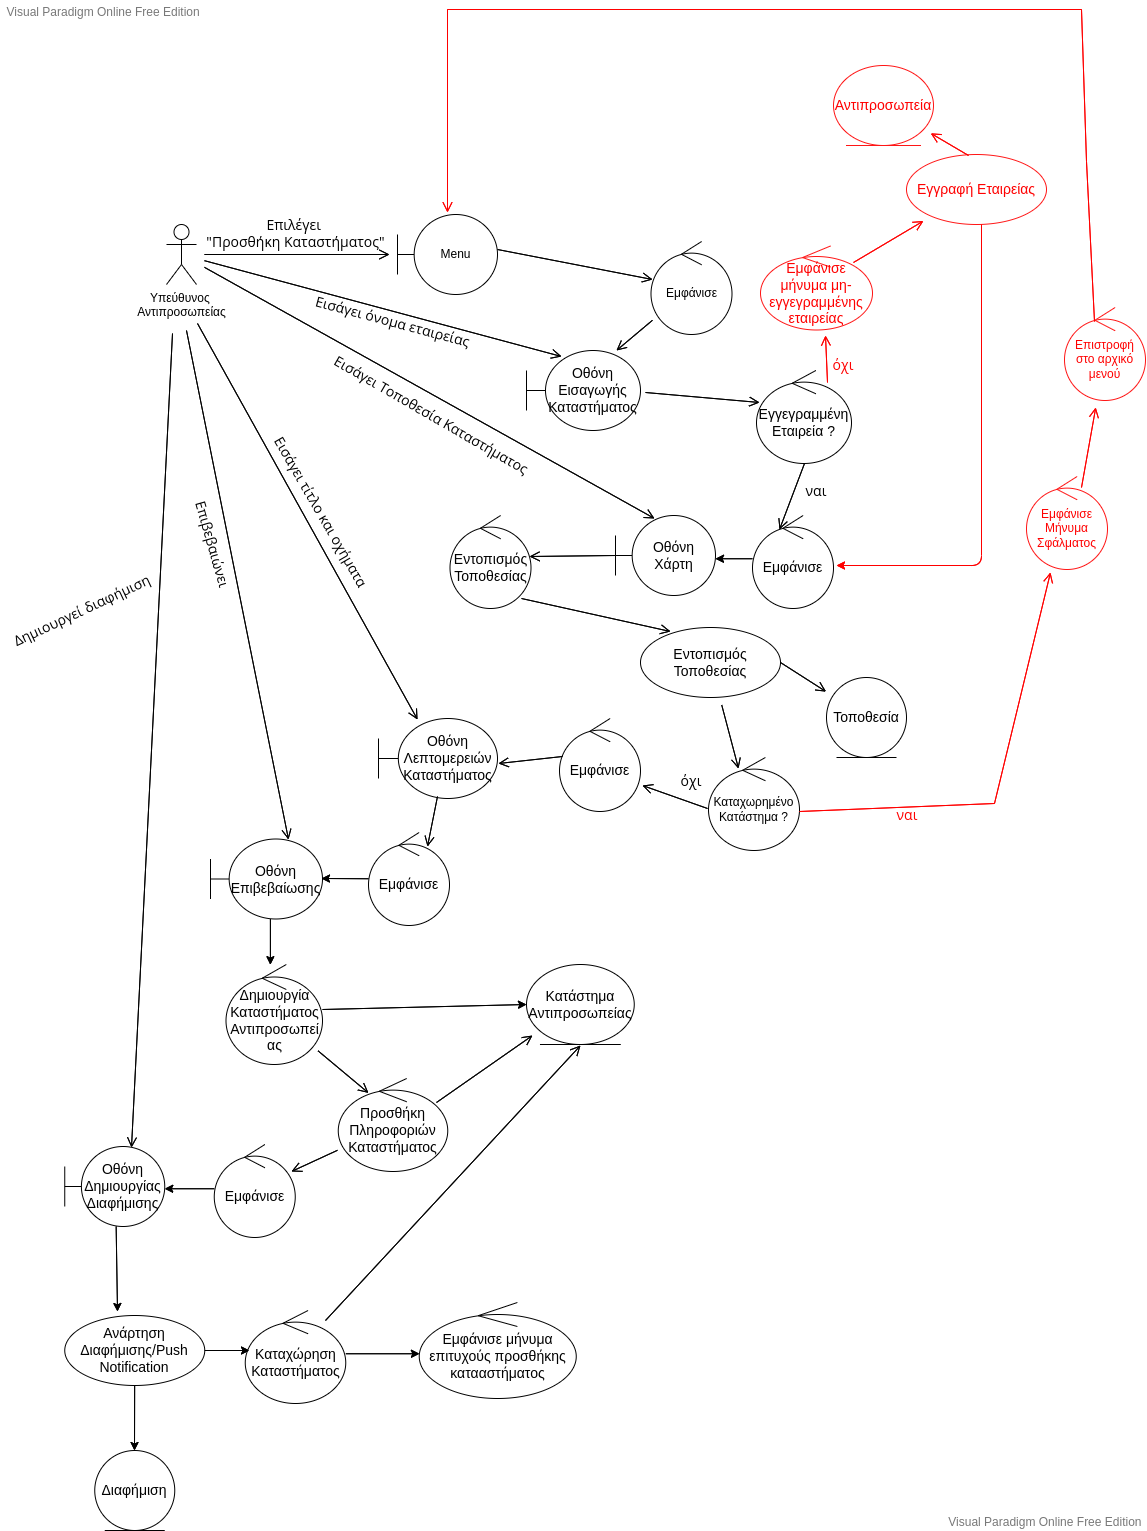 Visual Paradigm Online Free Edition
Αντιπροσωπεία
Εγγραφή Εταιρείας
Επιλέγει
"Προσθήκη Καταστήματος"
Menu
Εμφάνισε
Εμφάνισε
μήνυμα μη-
εγγεγραμμένης
εταιρείας
Υπεύθυνος
Αντιπροσωπείας
Εισάγει όνομα εταιρείας
Επιστροφή
στο αρχικό
μενού
όχι
Οθόνη
Εισαγωγής
Καταστήματος
Εισάγει Τοποθεσία Καταστήματος
Εγγεγραμμένη
Εταιρεία ?
Εισάγει τίτλο και οχήματα
ναι
Επιβεβαιώνει
Εμφάνισε
Μήνυμα
Σφάλματος
Εντοπισμός
Τοποθεσίας
Οθόνη
Χάρτη
Εμφάνισε
Δημιουργεί διαφήμιση
Εντοπισμός
Τοποθεσίας
Τοποθεσία
Οθόνη
Λεπτομερειών
Καταστήματος
Εμφάνισε
όχι
Καταχωρημένο
Κατάστημα ?
ναι
Οθόνη
Επιβεβαίωσης
Εμφάνισε
Δημιουργία
Καταστήματος
Αντιπροσωπεί
ας
Κατάστημα
Αντιπροσωπείας
Προσθήκη
Πληροφοριών
Καταστήματος
Οθόνη
Δημιουργίας
Διαφήμισης
Εμφάνισε
Ανάρτηση
Διαφήμισης/Push
Notification
Καταχώρηση
Καταστήματος
Εμφάνισε μήνυμα
επιτυχούς προσθήκης
κατααστήματος
Διαφήμιση
Visual Paradigm Online Free Edition